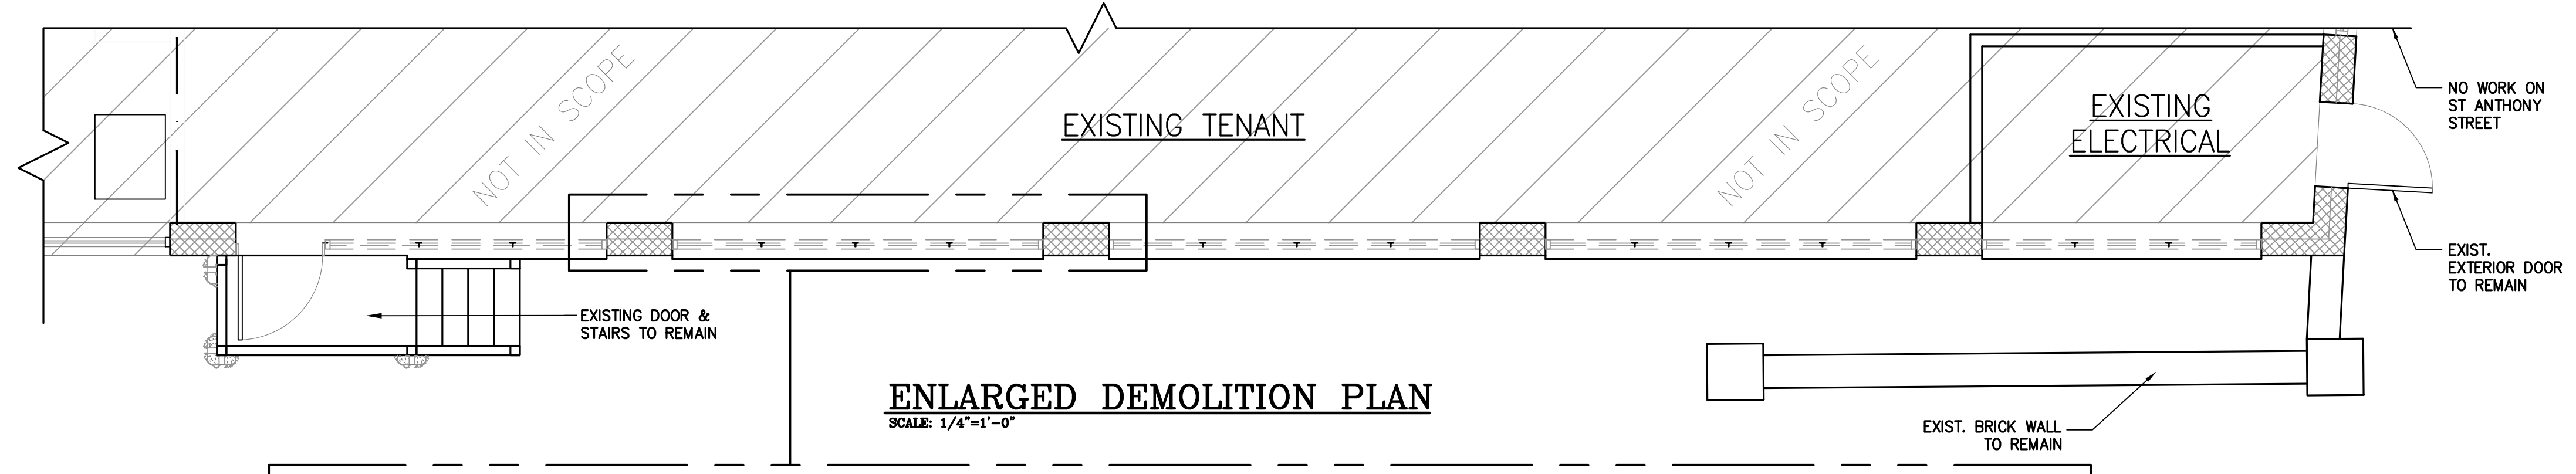 NOT IN SCOPE
EXISTING TENANT
NOT IN SCOPE
EXISTING
ELECTRICAL
NO WORK ON
ST ANTHONY
STREET
EXIST.
EXTERIOR DOOR
TO REMAIN
EXISTING DOOR &
STAIRS TO REMAIN
ENLARGED DEMOLITION PLAN
SCALE: 1/4"=1'-0"
EXIST. BRICK WALL
TO REMAIN